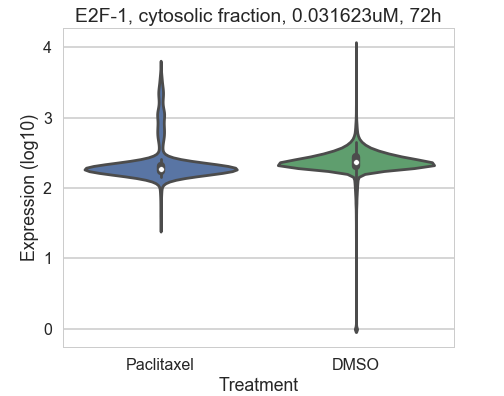 E2F-1, cytosolic fraction, 0.031623uM, 72h
4
3
2
1
0
Expression (log10)
Paclitaxel DMSO
Treatment